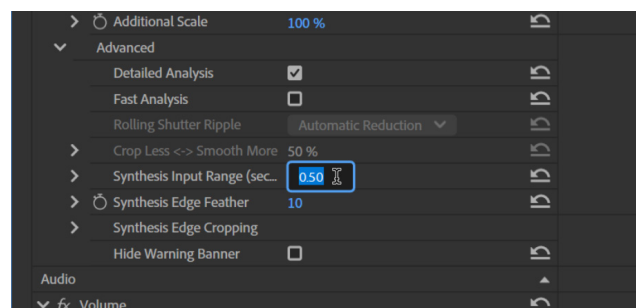 Additional Scale 100 %
Advanced
Detailed Analysis
Fast Analysis
Rolling Shutter Ripple Automatic Reduction
Crop Less <-> Smooth More 50 %
Synthesis Input Range (sec... 0.50
Synthesis Edge Feather 10
Synthesis Edge Cropping
Hide Warning Banner
Audio
fx Volume